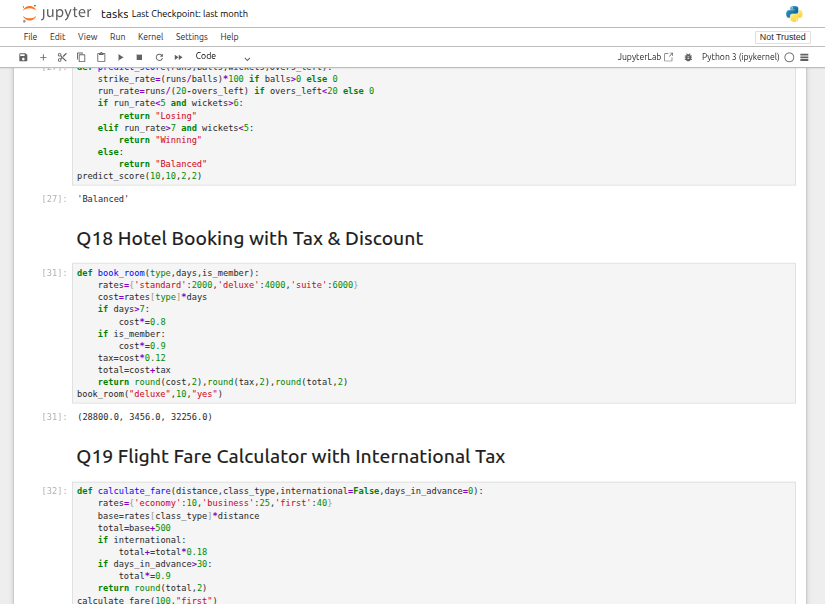 jupyter tasks Last Checkpoint: last month
File Edit View Run Kernel Settings Help
Not Trusted
Code
JupyterLab
Python 3 (ipykernel)
strike_rate=(runs/balls)*100 if balls>0 else 0
run_rate=runs/(20-overs_left) if overs_left<20 else 0
if run_rate<5 and wickets>6:
return "Losing"
elif run_rate>7 and wickets<5:
return "Winning"
else:
return "Balanced"
predict_score(10,10,2,2)
[27]: 'Balanced'
Q18 Hotel Booking with Tax & Discount
[31]: def book_room(type,days,is_member):
rates={'standard':2000,'deluxe':4000,'suite':6000}
cost=rates[type]*days
if days>7:
cost*=0.8
if is_member:
cost*=0.9
tax=cost*0.12
total=cost+tax
return round(cost,2),round(tax,2),round(total,2)
book_room("deluxe",10,"yes")
[31]: (28800.0, 3456.0, 32256.0)
Q19 Flight Fare Calculator with International Tax
[32]: def calculate_fare(distance,class_type,international=False,days_in_advance=0):
rates={'economy':10,'business':25,'first':40}
base=rates[class_type]*distance
total=base+500
if international:
total+=total*0.18
if days_in_advance>30:
total*=0.9
return round(total,2)
calculate_fare(100,"first")